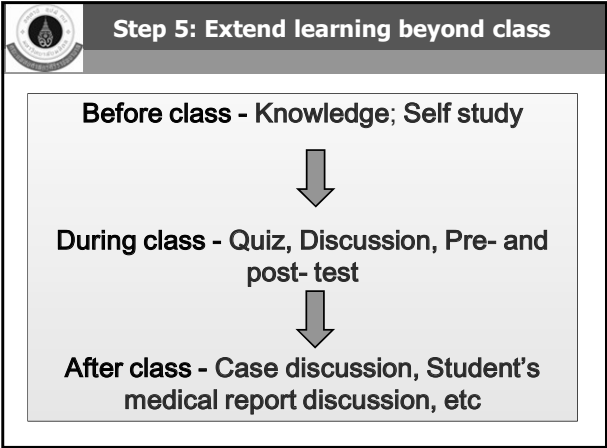 Step 5: Extend learning beyond class
Before class - Knowledge; Self study
During class - Quiz, Discussion, Pre- and
post- test
After class - Case discussion, Student's
medical report discussion, etc